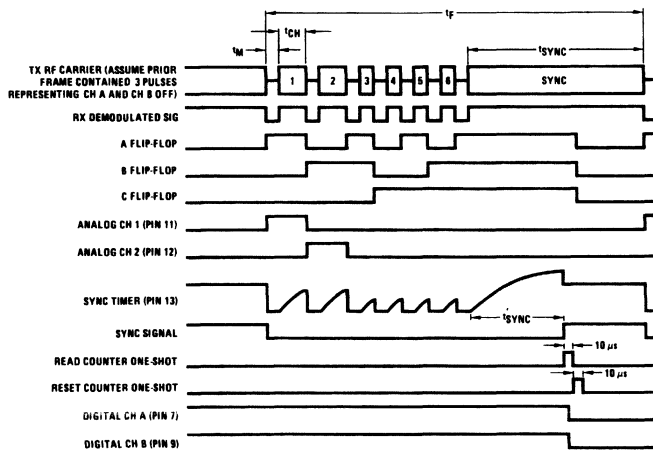 tF
tM
tCH
tSYNC
TX RF CARRIER (ASSUME PRIOR
FRAME CONTAINED 3 PULSES
REPRESENTING CH A AND CH B OFF)
1 2 3 4 5 6 SYNC
RX DEMODULATED SIG
A FLIP-FLOP
B FLIP-FLOP
C FLIP-FLOP
ANALOG CH 1 (PIN 11)
ANALOG CH 2 (PIN 12)
SYNC TIMER (PIN 13)
t'SYNC
SYNC SIGNAL
10 μs
READ COUNTER ONE-SHOT
10 μs
RESET COUNTER ONE-SHOT
DIGITAL CH A (PIN 7)
DIGITAL CH B (PIN 9)